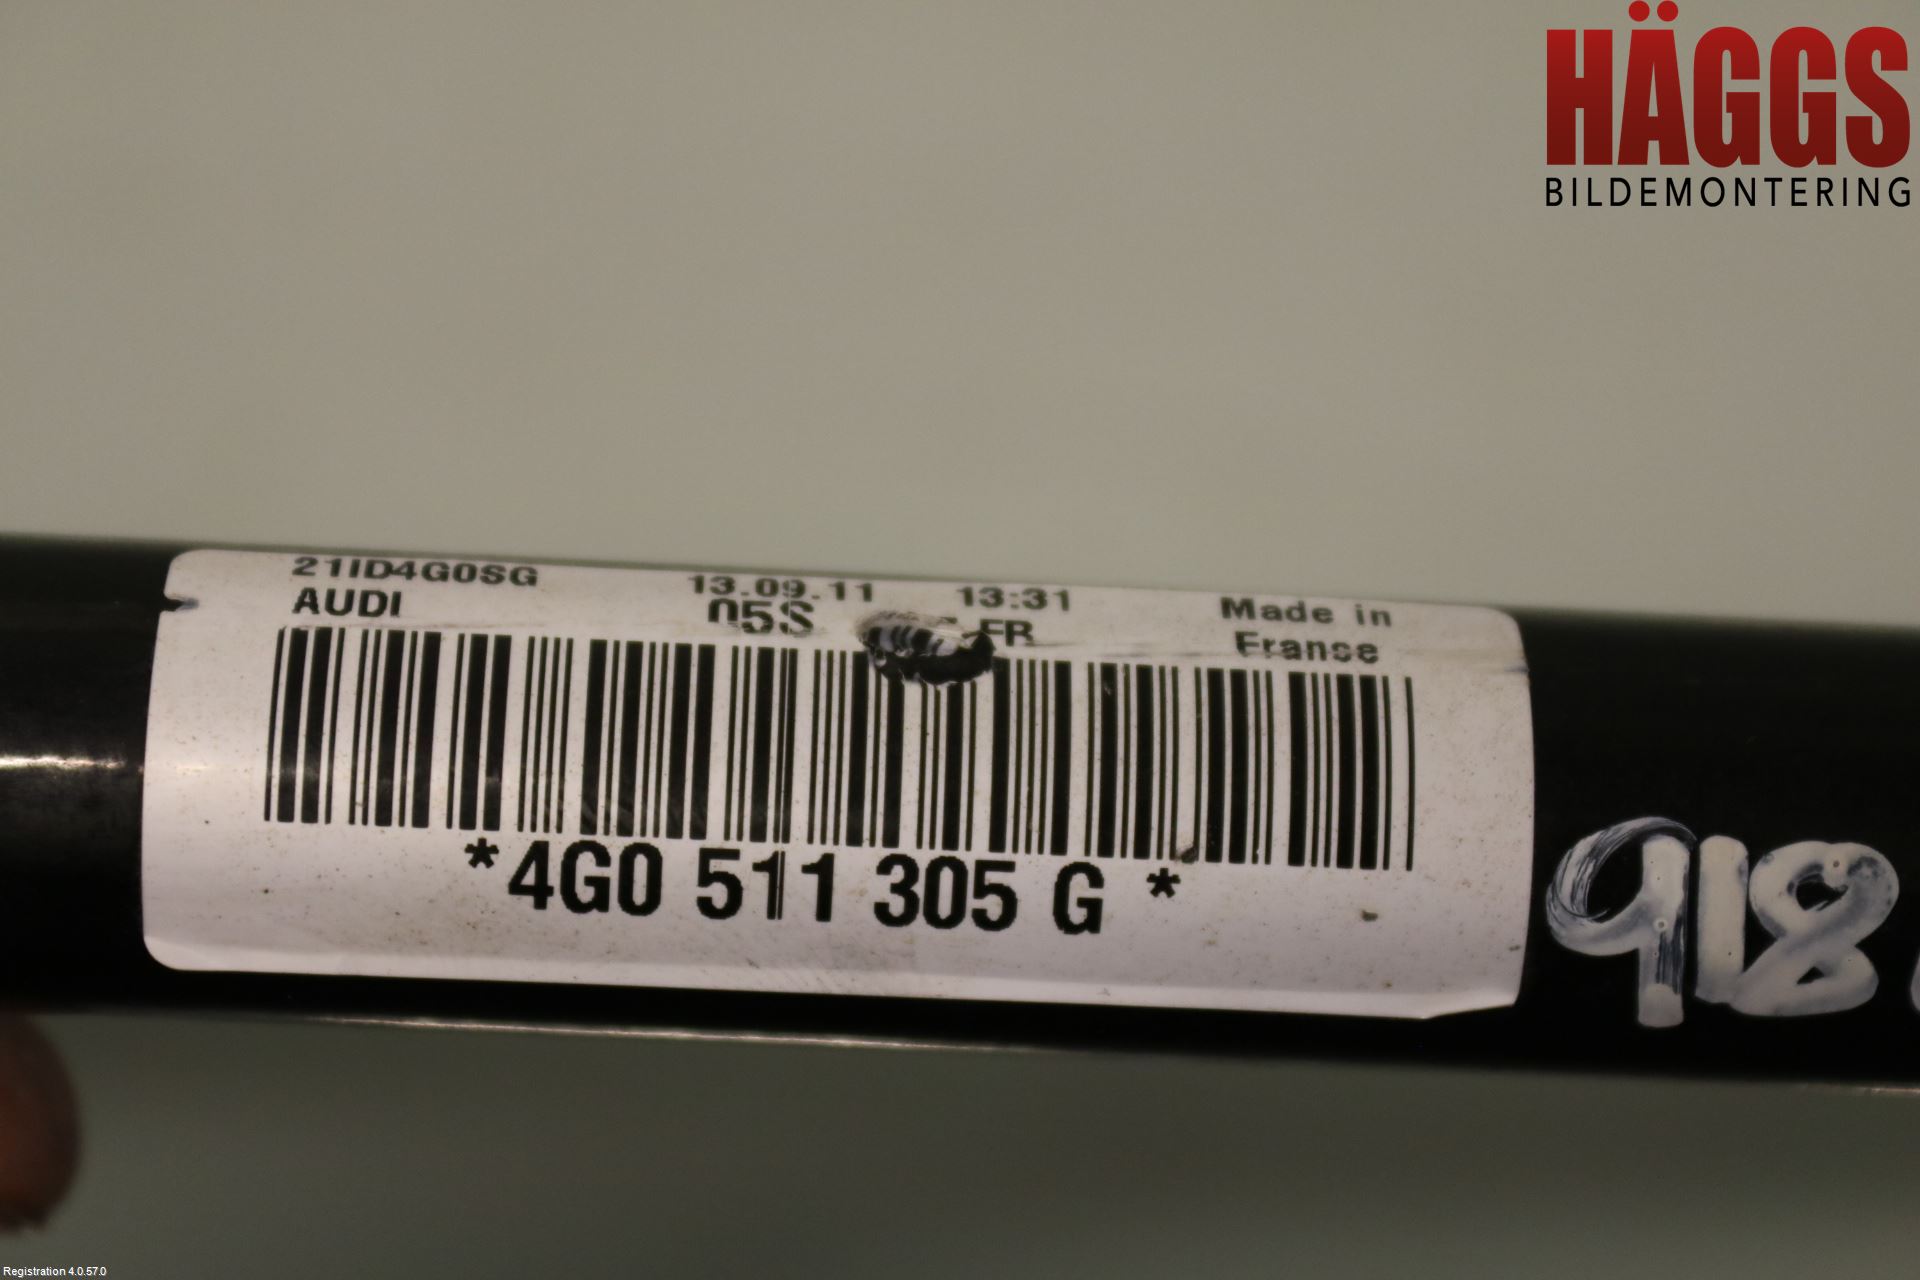 HÄGGS
BILDEMONTERING
21ID4G0SG 13.09.11 13:31 Made in
AUDI 05S FR France
*4G0 511 305 G *
918
Registration 4.0.57.0